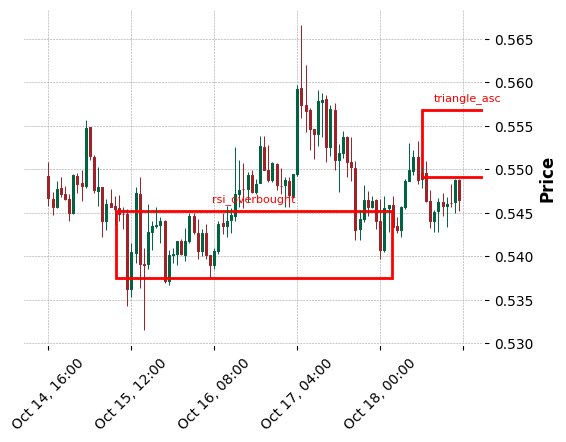 0.565
0.560
triangle_asc
0.555
0.550
rsi_overbought
0.545
0.540
0.535
0.530
Price
Oct 14, 16:00
Oct 15, 12:00
Oct 16, 08:00
Oct 17, 04:00
Oct 18, 00:00